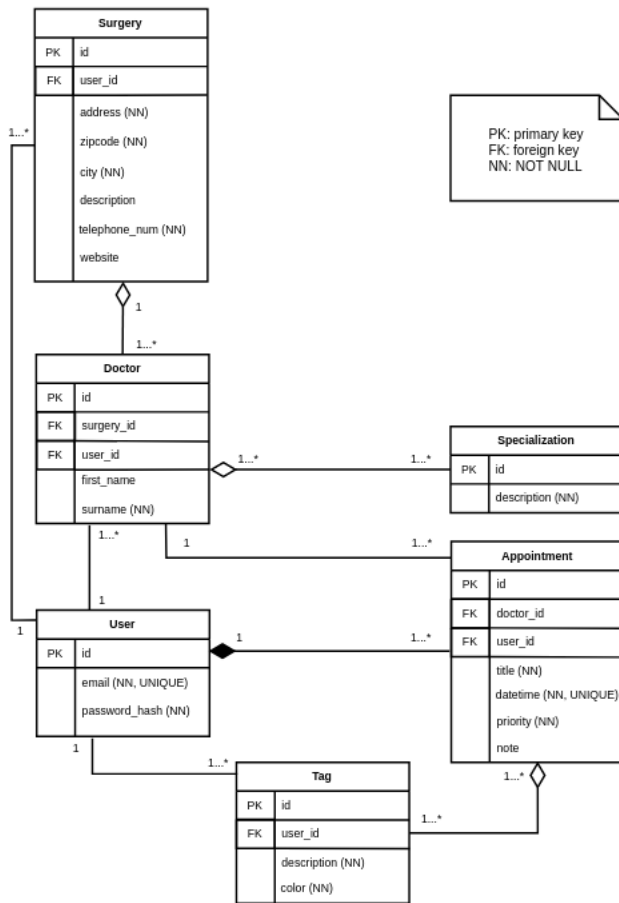 Surgery
PK id
FK user_id
address (NN)
zipcode (NN)
city (NN)
description
telephone_num (NN)
website
1...*
PK: primary key
FK: foreign key
NN: NOT NULL
1
1...*
Doctor
PK id
FK surgery_id
FK user_id
first_name
surname (NN)
1...*
1...*
Specialization
PK id
description (NN)
1...*
1
1
1...*
Appointment
PK id
FK doctor_id
FK user_id
title (NN)
datetime (NN, UNIQUE)
priority (NN)
note
1
User
PK id
email (NN, UNIQUE)
password_hash (NN)
1
1...*
1
1...*
Tag
PK id
FK user_id
description (NN)
color (NN)
1...*
1...*